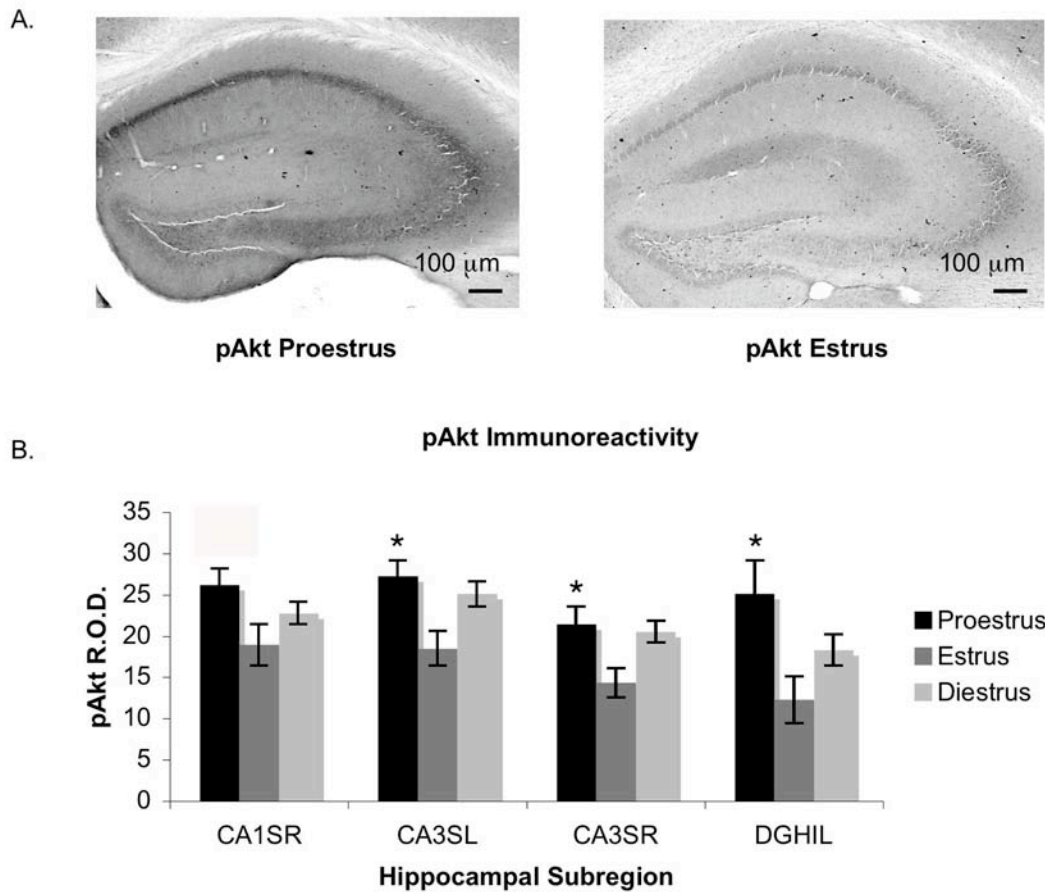 A.
100 μm
100 μm
pAkt Proestrus
pAkt Estrus
pAkt Immunoreactivity
B.
35
30
25
20
15
10
5
0
pAkt R.O.D.
*
*
*
Proestrus
Estrus
Diestrus
CA1SR
CA3SL
CA3SR
DGHIL
Hippocampal Subregion